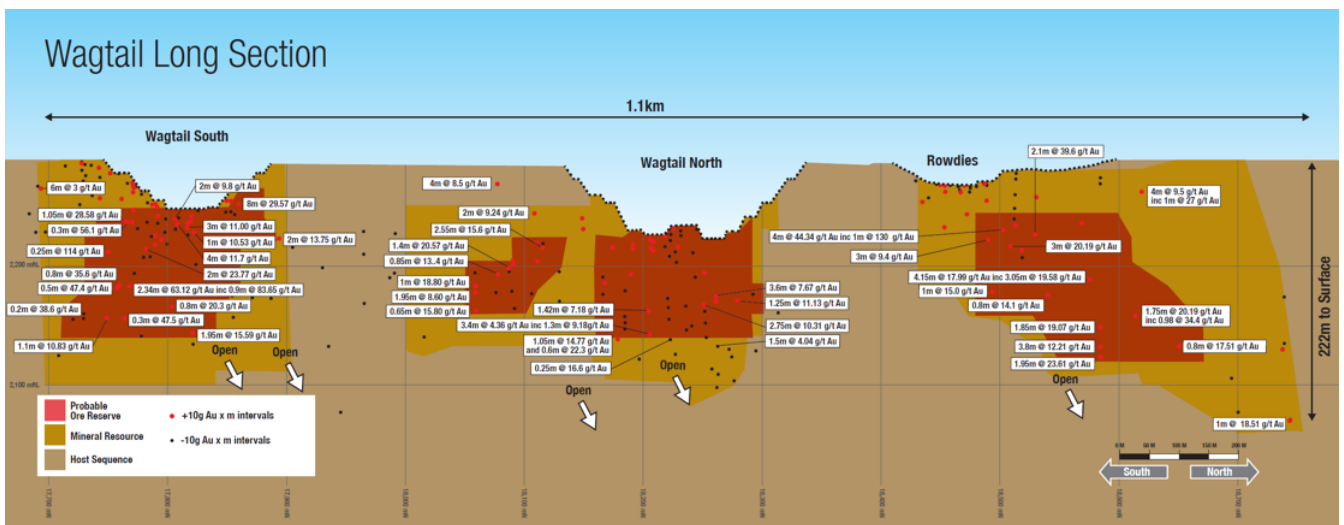 Wagtail Long Section
1.1km
Wagtail South
Wagtail North
Rowdies
2.1m @ 39.6 g/t Au
6m @ 3 g/t Au
2m @ 9.8 g/t Au
8m @ 29.57 g/t Au
1.05m @ 28.58 g/t Au
0.3m @ 56.1 g/t Au
3m @ 11.00 g/t Au
1m @ 10.53 g/t Au
2m @ 13.75 g/t Au
0.25m @ 114 g/t Au
4m @ 11.7 g/t Au
0.8m @ 35.6 g/t Au
2m @ 23.77 g/t Au
0.5m @ 47.4 g/t Au
2.34m @ 63.12 g/t Au inc 0.9m @ 83.65 g/t Au
0.2m @ 38.6 g/t Au
0.8m @ 20.3 g/t Au
0.3m @ 47.5 g/t Au
1.1m @ 10.83 g/t Au
1.95m @ 15.59 g/t Au
Open
Open
4m @ 8.5 g/t Au
2m @ 9.24 g/t Au
2.55m @ 15.6 g/t Au
1.4m @ 20.57 g/t Au
0.85m @ 13..4 g/t Au
1m @ 18.80 g/t Au
1.95m @ 8.60 g/t Au
0.65m @ 15.80 g/t Au
1.42m @ 7.18 g/t Au
3.4m @ 4.36 g/t Au inc 1.3m @ 9.18g/t Au
1.05m @ 14.77 g/t Au
and 0.6m @ 22.3 g/t Au
0.25m @ 16.6 g/t Au
3.6m @ 7.67 g/t Au
1.25m @ 11.13 g/t Au
2.75m @ 10.31 g/t Au
1.5m @ 4.04 g/t Au
Open
Open
4m @ 9.5 g/t Au
inc 1m @ 27 g/t Au
4m @ 44.34 g/t Au inc 1m @ 130 g/t Au
3m @ 9.4 g/t Au
3m @ 20.19 g/t Au
4.15m @ 17.99 g/t Au inc 3.05m @ 19.58 g/t Au
1m @ 15.0 g/t Au
0.8m @ 14.1 g/t Au
1.75m @ 20.19 g/t Au
inc 0.98 @ 34.4 g/t Au
1.85m @ 19.07 g/t Au
3.8m @ 12.21 g/t Au
0.8m @ 17.51 g/t Au
1.95m @ 23.61 g/t Au
Open
1m @ 18.51 g/t Au
222m to Surface
2,200 mRL
2,100 mRL
Probable
Ore Reserve
+10g Au x m intervals
Mineral Resource
-10g Au x m intervals
Host Sequence
0 M 50 M 100 M 150 M 200 M
South
North